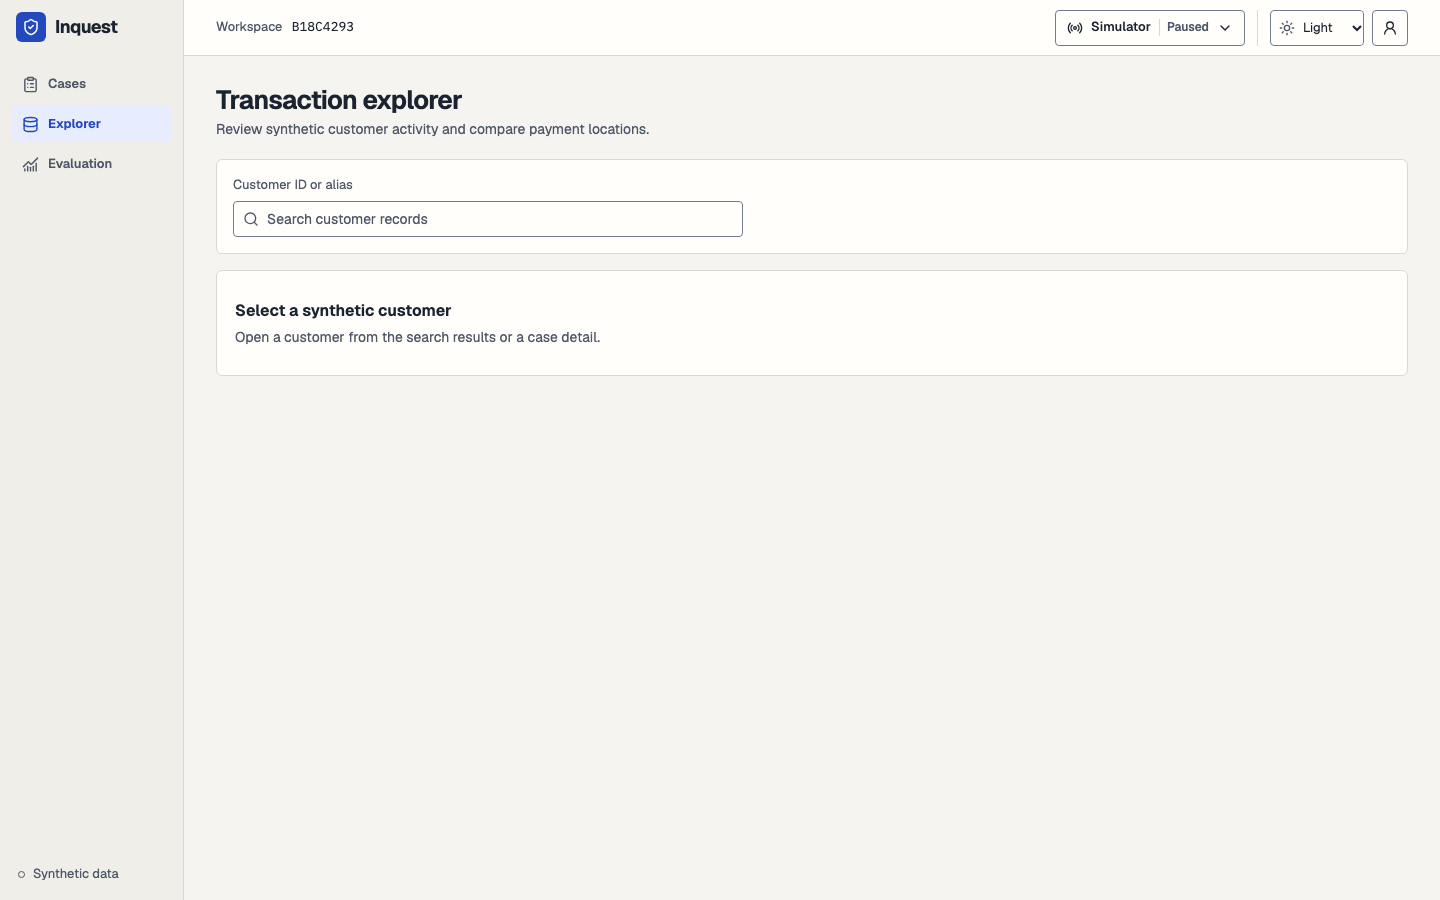 Inquest
Workspace B18C4293
Simulator Paused
Light
Cases
Explorer
Evaluation
Transaction explorer
Review synthetic customer activity and compare payment locations.
Customer ID or alias
Search customer records
Select a synthetic customer
Open a customer from the search results or a case detail.
Synthetic data